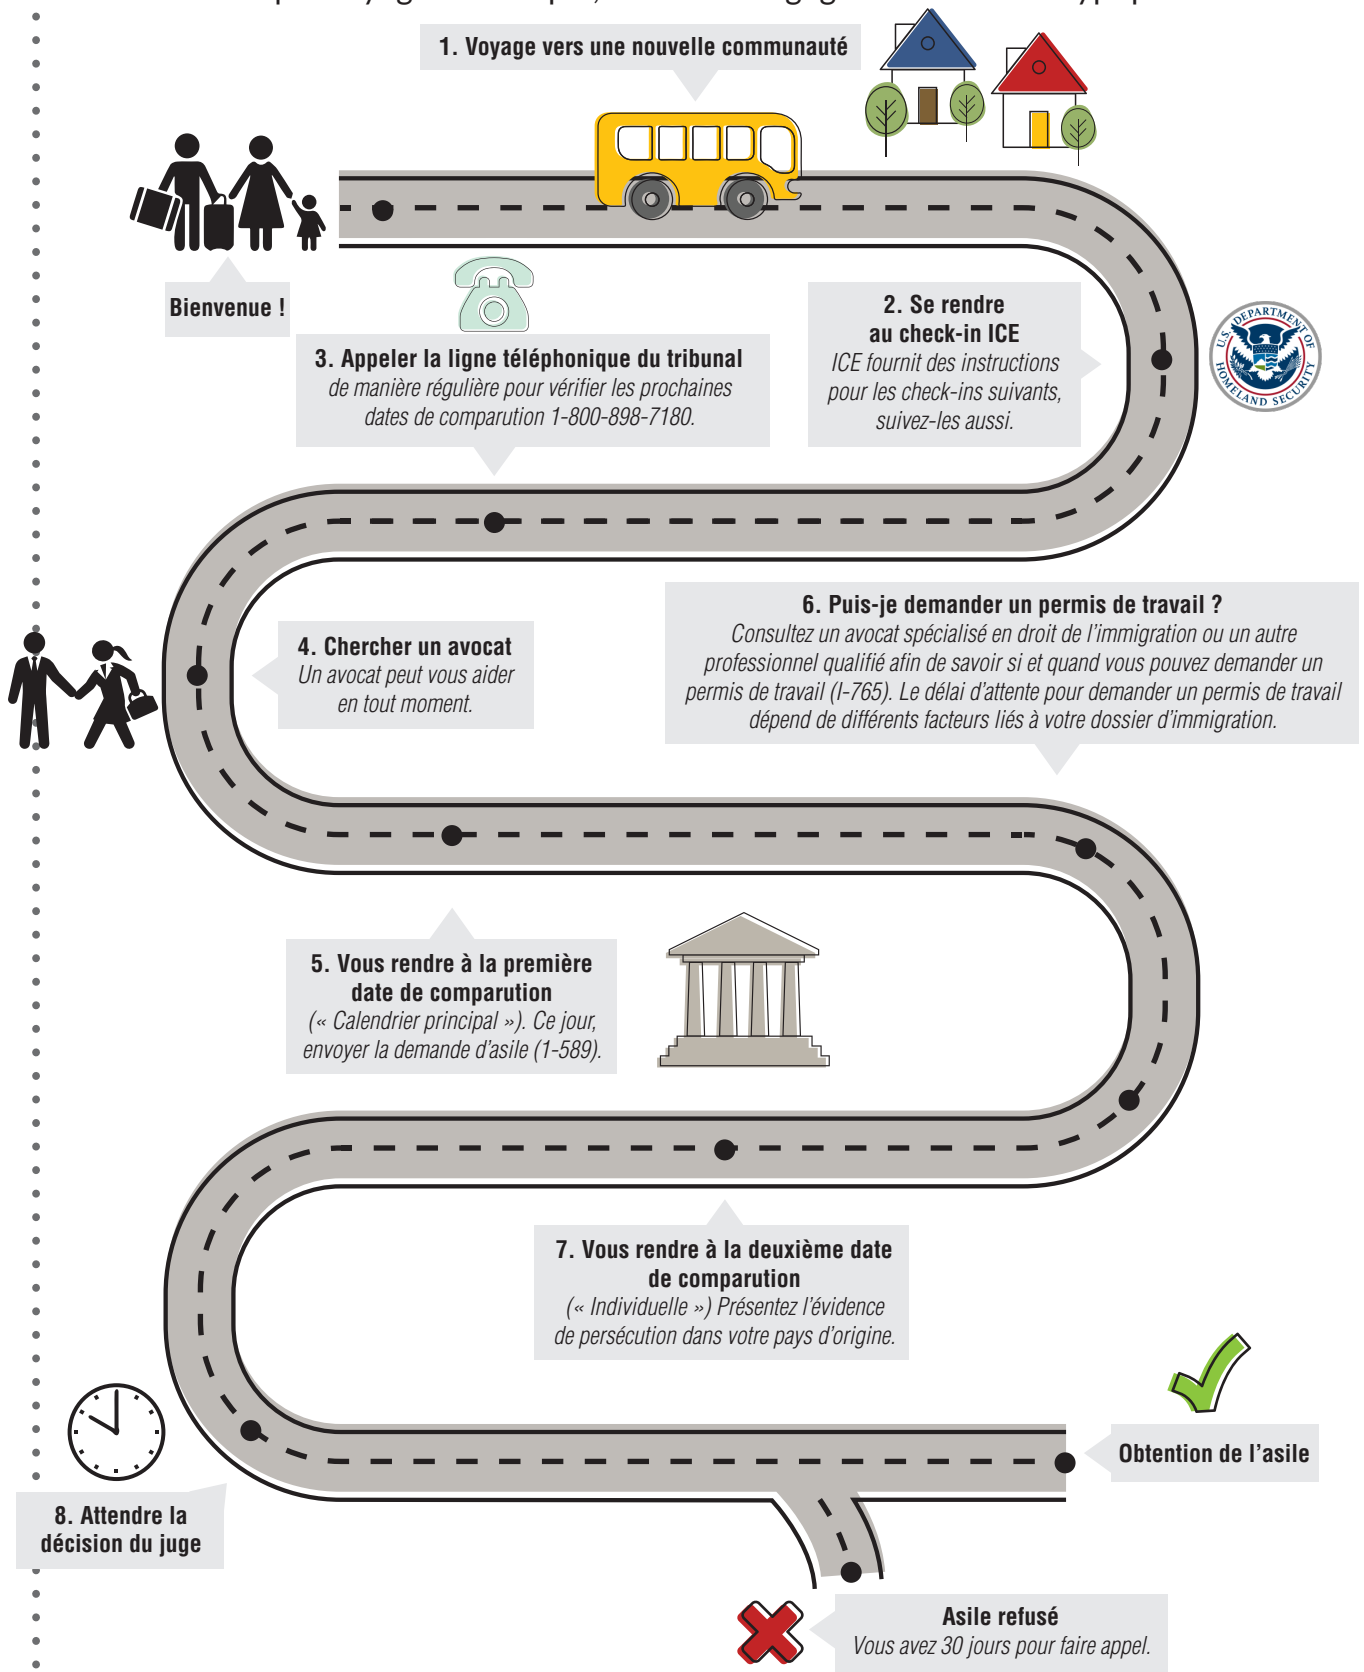 1. Voyage vers une nouvelle communauté
Bienvenue !
2. Se rendre
au check-in ICE
ICE fournit des instructions
pour les check-ins suivants,
suivez-les aussi.
U.S. DEPARTMENT OF
HOMELAND SECURITY
3. Appeler la ligne téléphonique du tribunal
de manière régulière pour vérifier les prochaines
dates de comparution 1-800-898-7180.
4. Chercher un avocat
Un avocat peut vous aider
en tout moment.
6. Puis-je demander un permis de travail ?
Consultez un avocat spécialisé en droit de l’immigration ou un autre
professionnel qualifié afin de savoir si et quand vous pouvez demander un
permis de travail (I-765). Le délai d’attente pour demander un permis de travail
dépend de différents facteurs liés à votre dossier d’immigration.
5. Vous rendre à la première
date de comparution
(« Calendrier principal »). Ce jour,
envoyer la demande d’asile (1-589).
7. Vous rendre à la deuxième date
de comparution
(« Individuelle ») Présentez l’évidence
de persécution dans votre pays d’origine.
Obtention de l’asile
8. Attendre la
décision du juge
Asile refusé
Vous avez 30 jours pour faire appel.